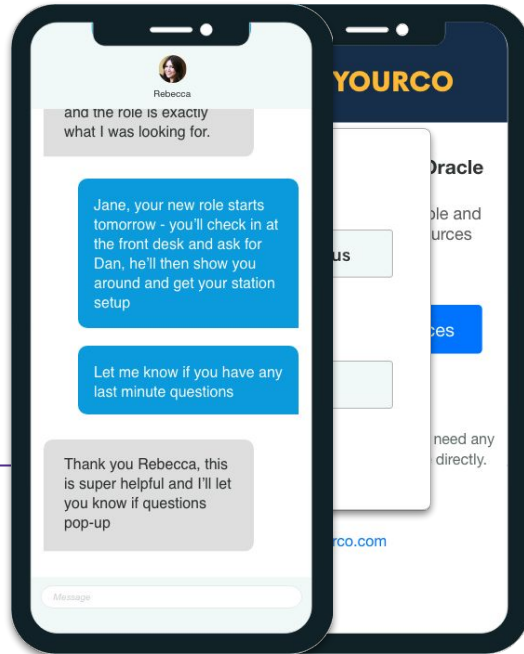 Rebecca
and the role is exactly
what I was looking for.
Jane, your new role starts
tomorrow - you'll check in at
the front desk and ask for
Dan, he'll then show you
around and get your station
setup
Let me know if you have any
last minute questions
Thank you Rebecca, this
is super helpful and I'll let
you know if questions
pop-up
Message
YOURCO
Oracle
and
us
need any
directly.
rco.com